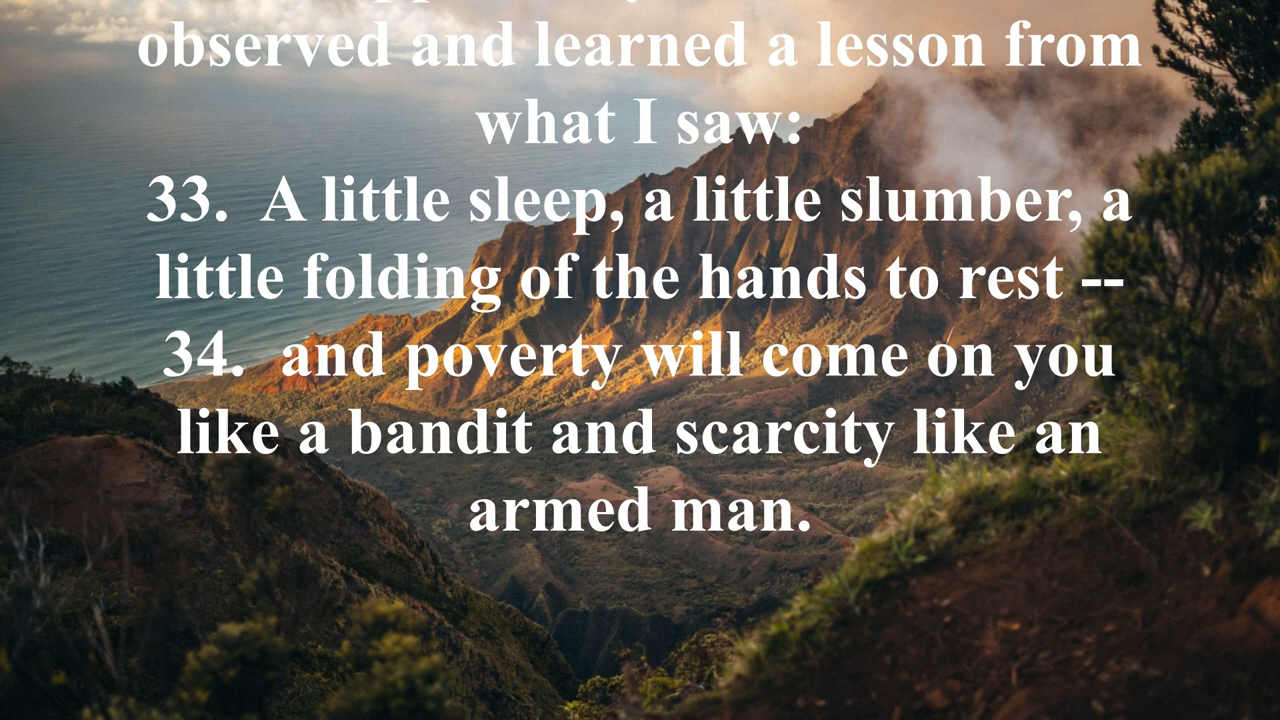 observed and learned a lesson from
what I saw:
33.  A little sleep, a little slumber, a
little folding of the hands to rest --
34.  and poverty will come on you
like a bandit and scarcity like an
armed man.